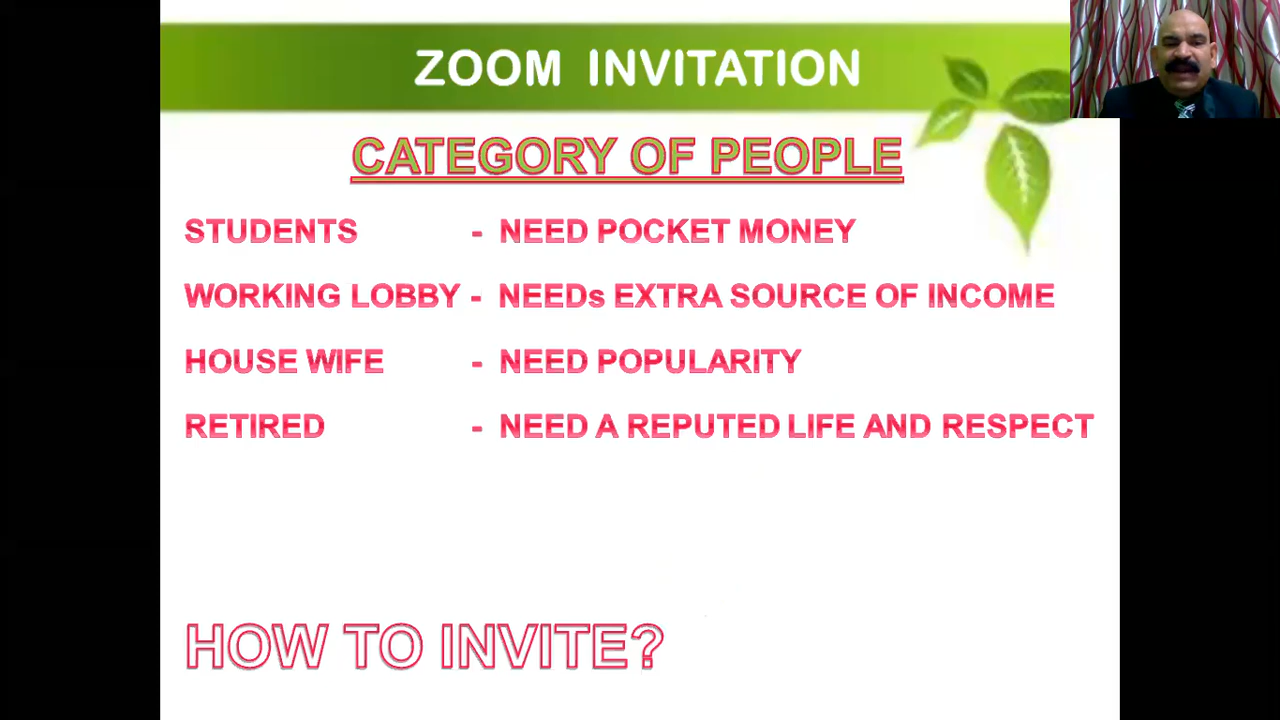 ZOOM INVITATION
CATEGORY OF PEOPLE
STUDENTS - NEED POCKET MONEY
WORKING LOBBY - NEEDs EXTRA SOURCE OF INCOME
HOUSE WIFE - NEED POPULARITY
RETIRED - NEED A REPUTED LIFE AND RESPECT
HOW TO INVITE?